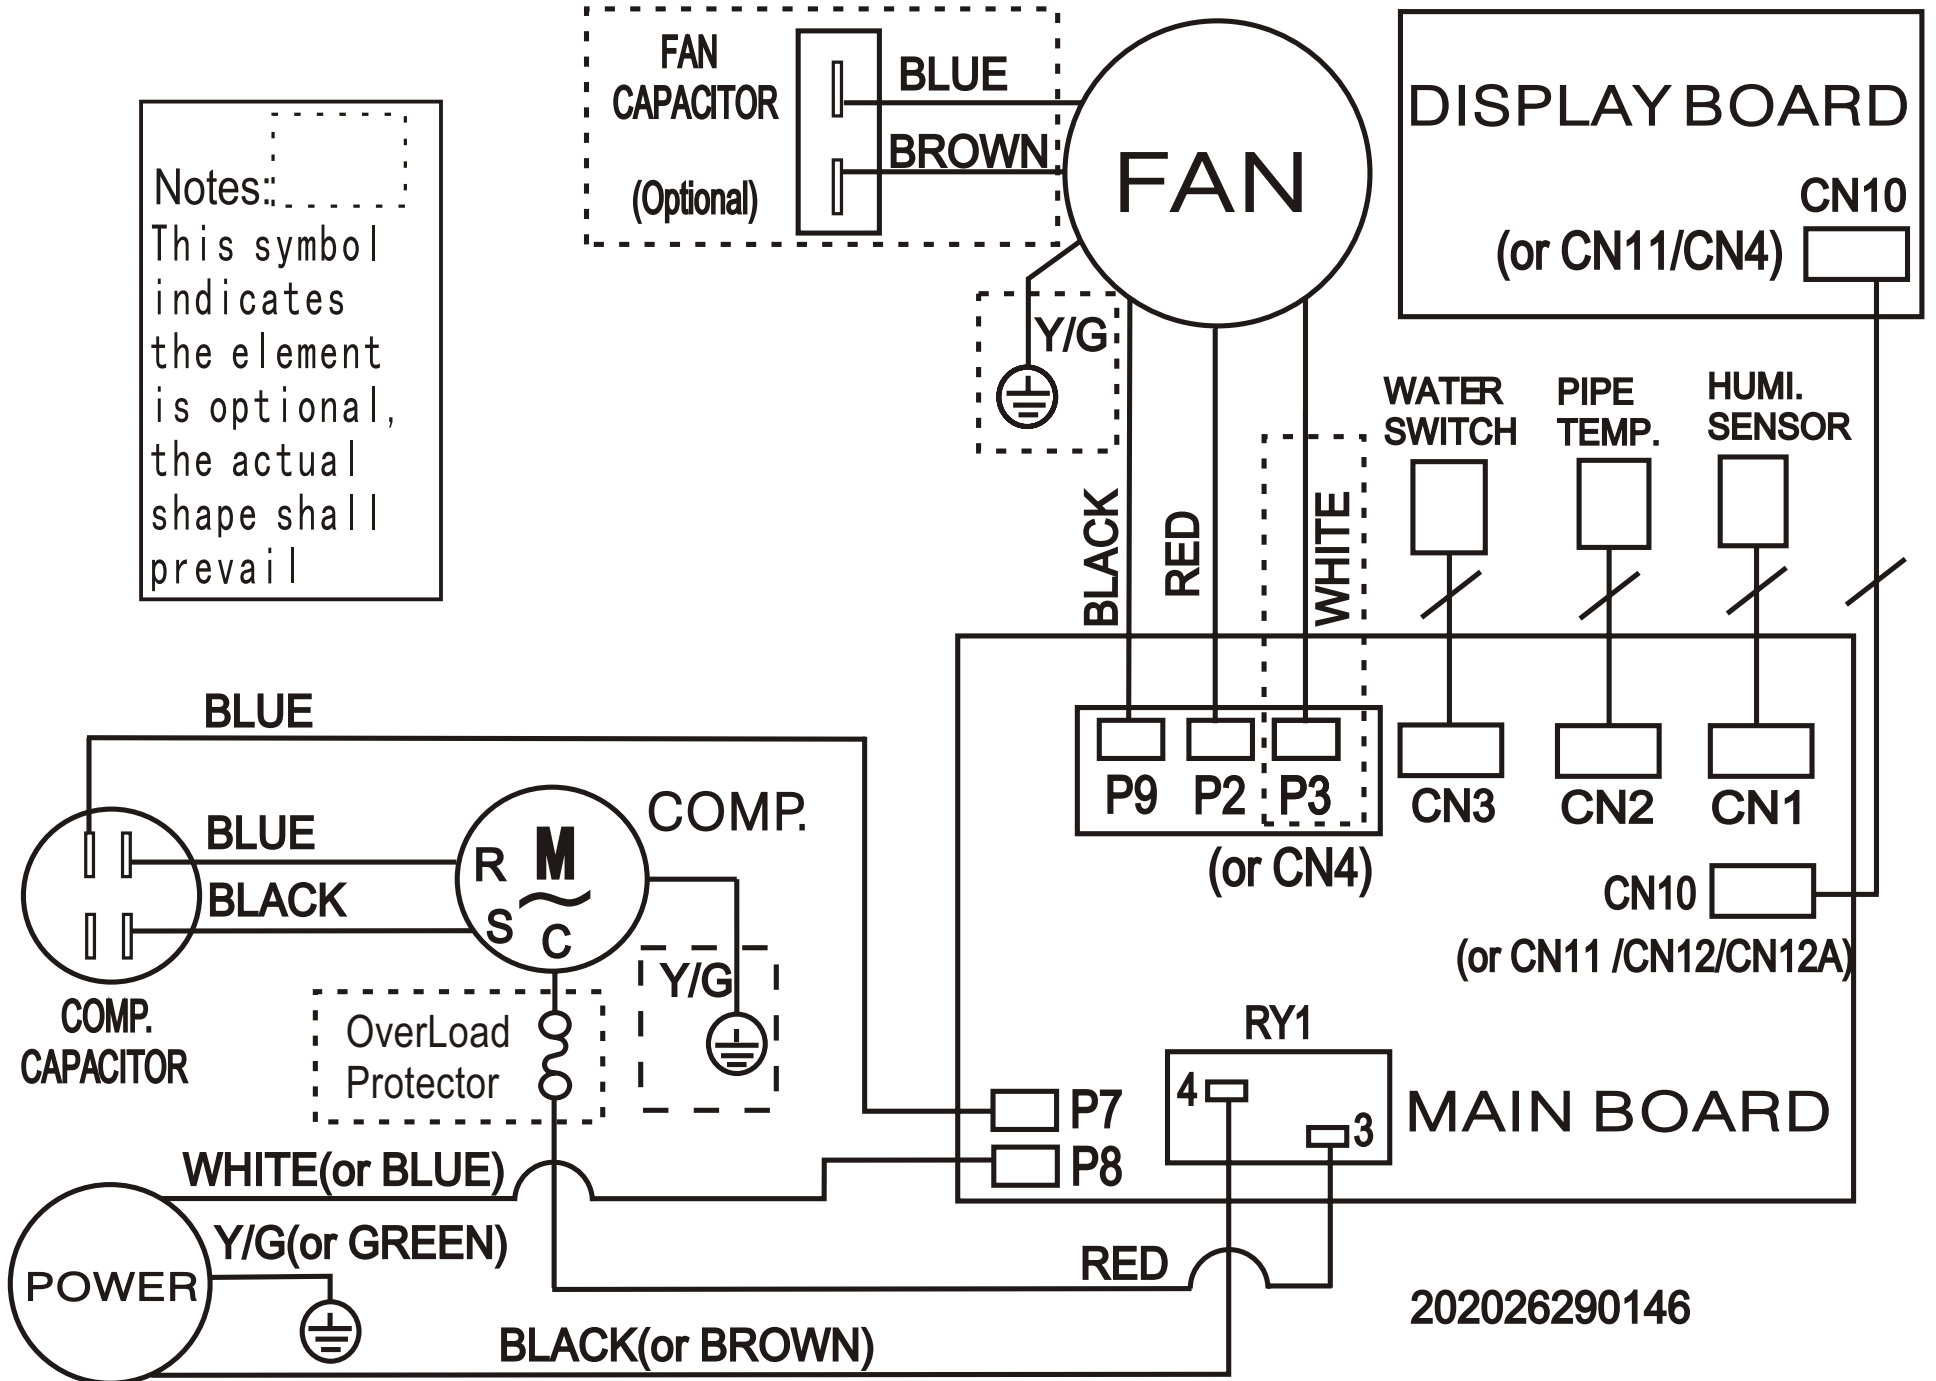 FAN
CAPACITOR
(Optional)
BLUE
BROWN
FAN
DISPLAY BOARD
CN10
(or CN11/CN4)
Notes:
This symbol
indicates
the element
is optional,
the actual
shape shall
prevail
Y/G
BLACK
RED
WHITE
WATER
SWITCH
PIPE
TEMP.
HUMI.
SENSOR
P9
P2
P3
(or CN4)
CN3
CN2
CN1
CN10
(or CN11 /CN12/CN12A)
BLUE
BLUE
BLACK
R
M
S
C
COMP.
COMP.
CAPACITOR
Y/G
OverLoad
Protector
RY1
4
3
MAIN BOARD
P7
P8
WHITE(or BLUE)
Y/G(or GREEN)
POWER
RED
BLACK(or BROWN)
202026290146